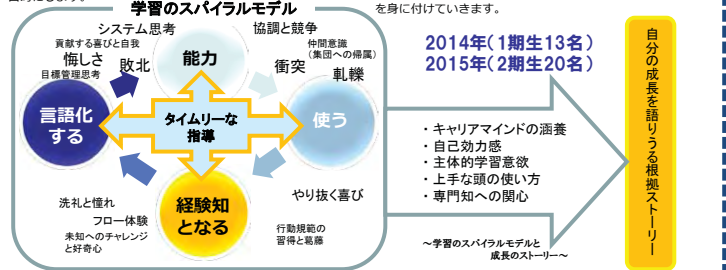 学習のスパイラルモデル
を身に付けていきます。
システム思考
協調と競争
貢献する喜びと自我
仲間意識
(集団への帰属)
悔しさ
敗北
能力
衝突
軋轢
目標管理思考
言語化
する
タイムリーな
指導
使う
洗礼と憧れ
経験知
となる
やり抜く喜び
フロー体験
未知へのチャレンジ
と好奇心
行動規範の
習得と葛藤
2014年(1期生13名)
2015年(2期生20名)
・キャリアマインドの涵養
・自己効力感
・主体的学習意欲
・上手な頭の使い方
・専門知への関心
～学習のスパイラルモデルと
成長のストーリー～
自分の成長を語りうる根拠ストーリー